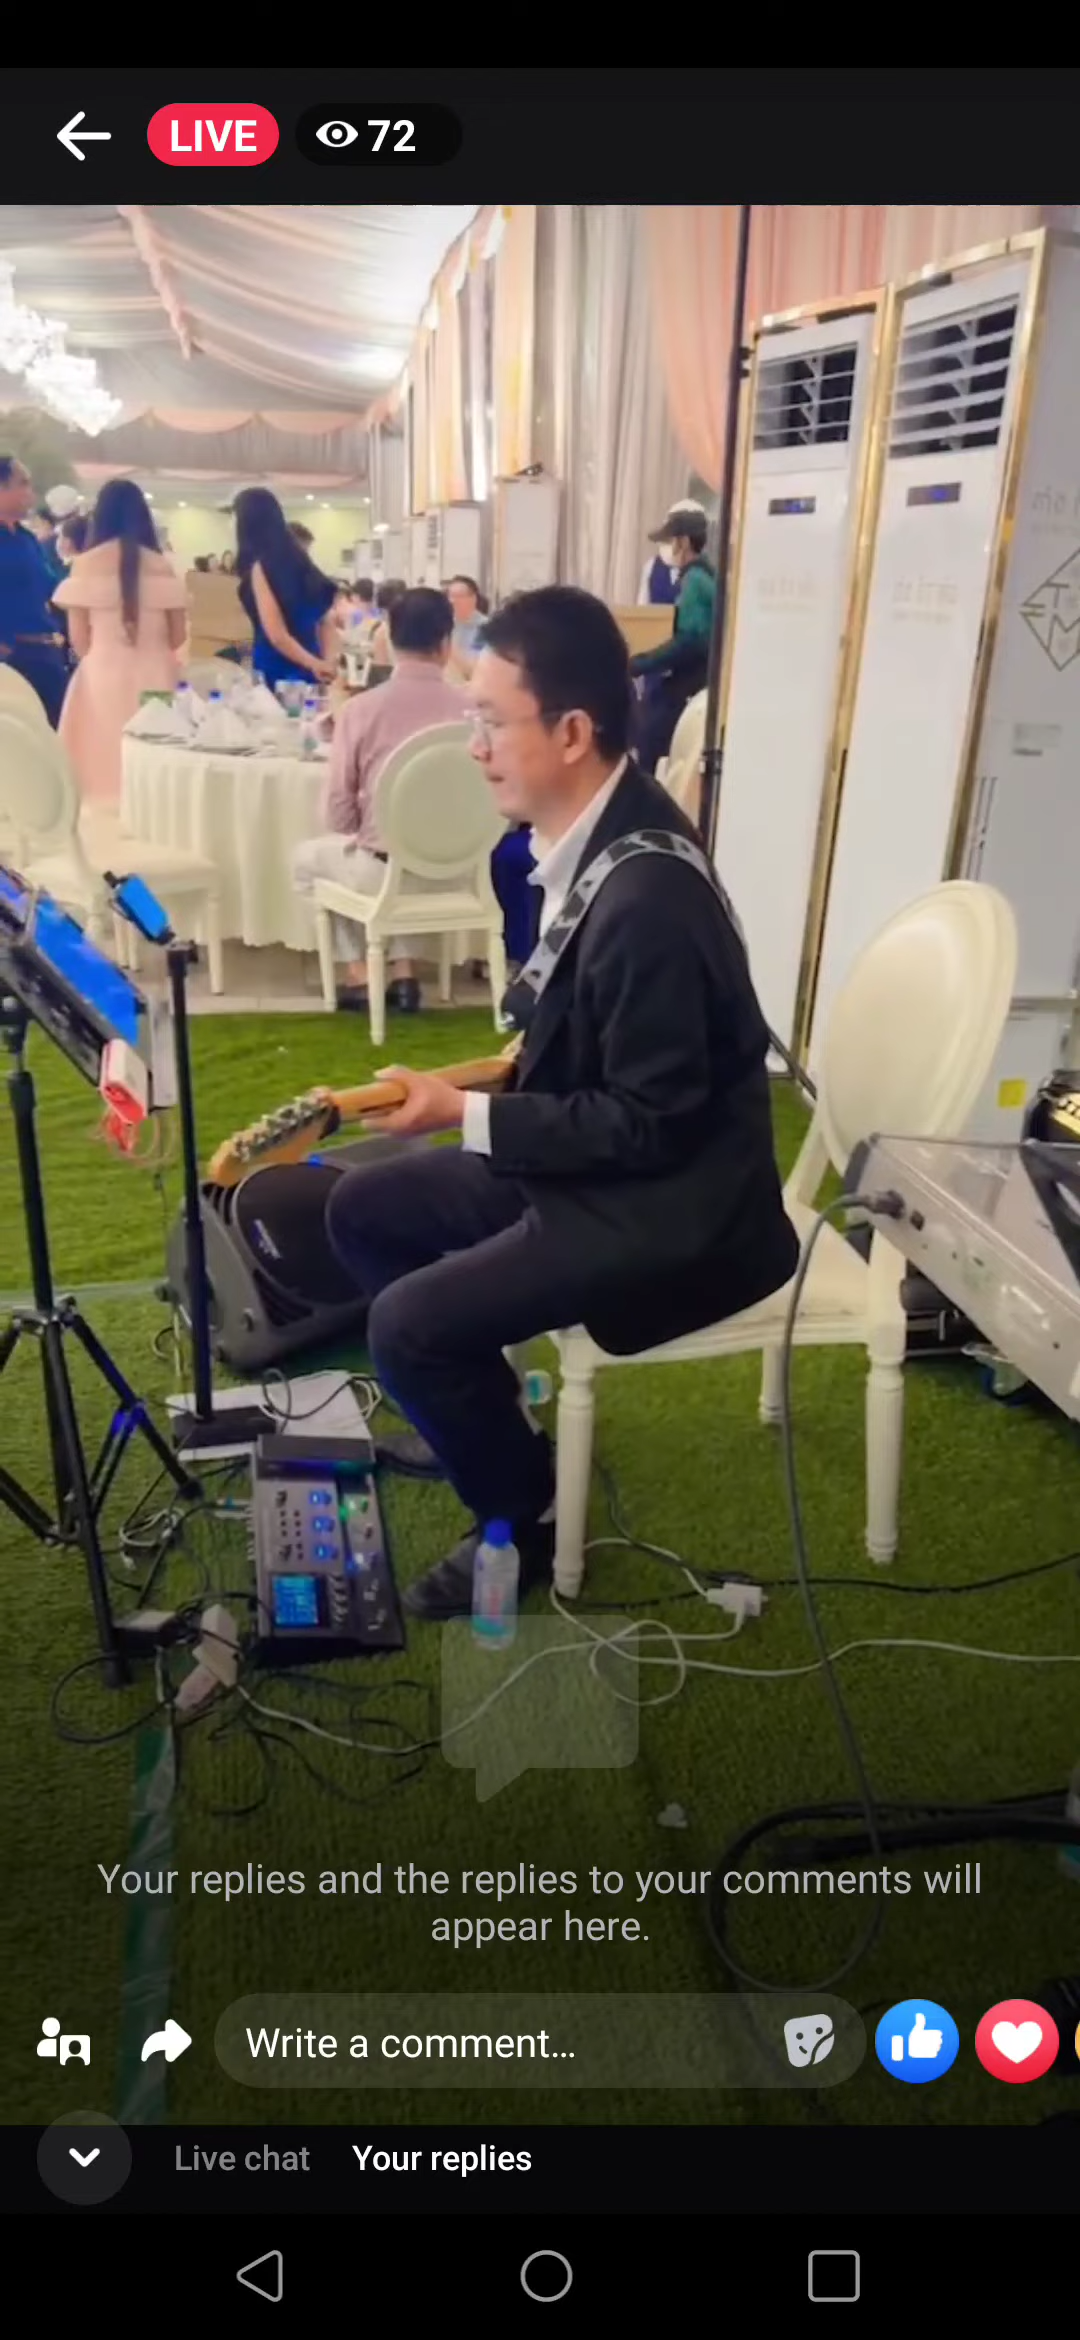 LIVE 72
Your replies and the replies to your comments will
appear here.
Write a comment...
Live chat Your replies